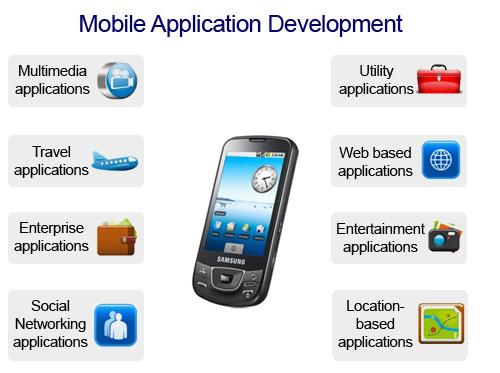 Mobile Application Development
Multimedia
applications
Utility
applications
Travel
applications
Web based
applications
Enterprise
applications
Entertainment
applications
Social
Networking
applications
Location-
based
applications
SAMSUNG